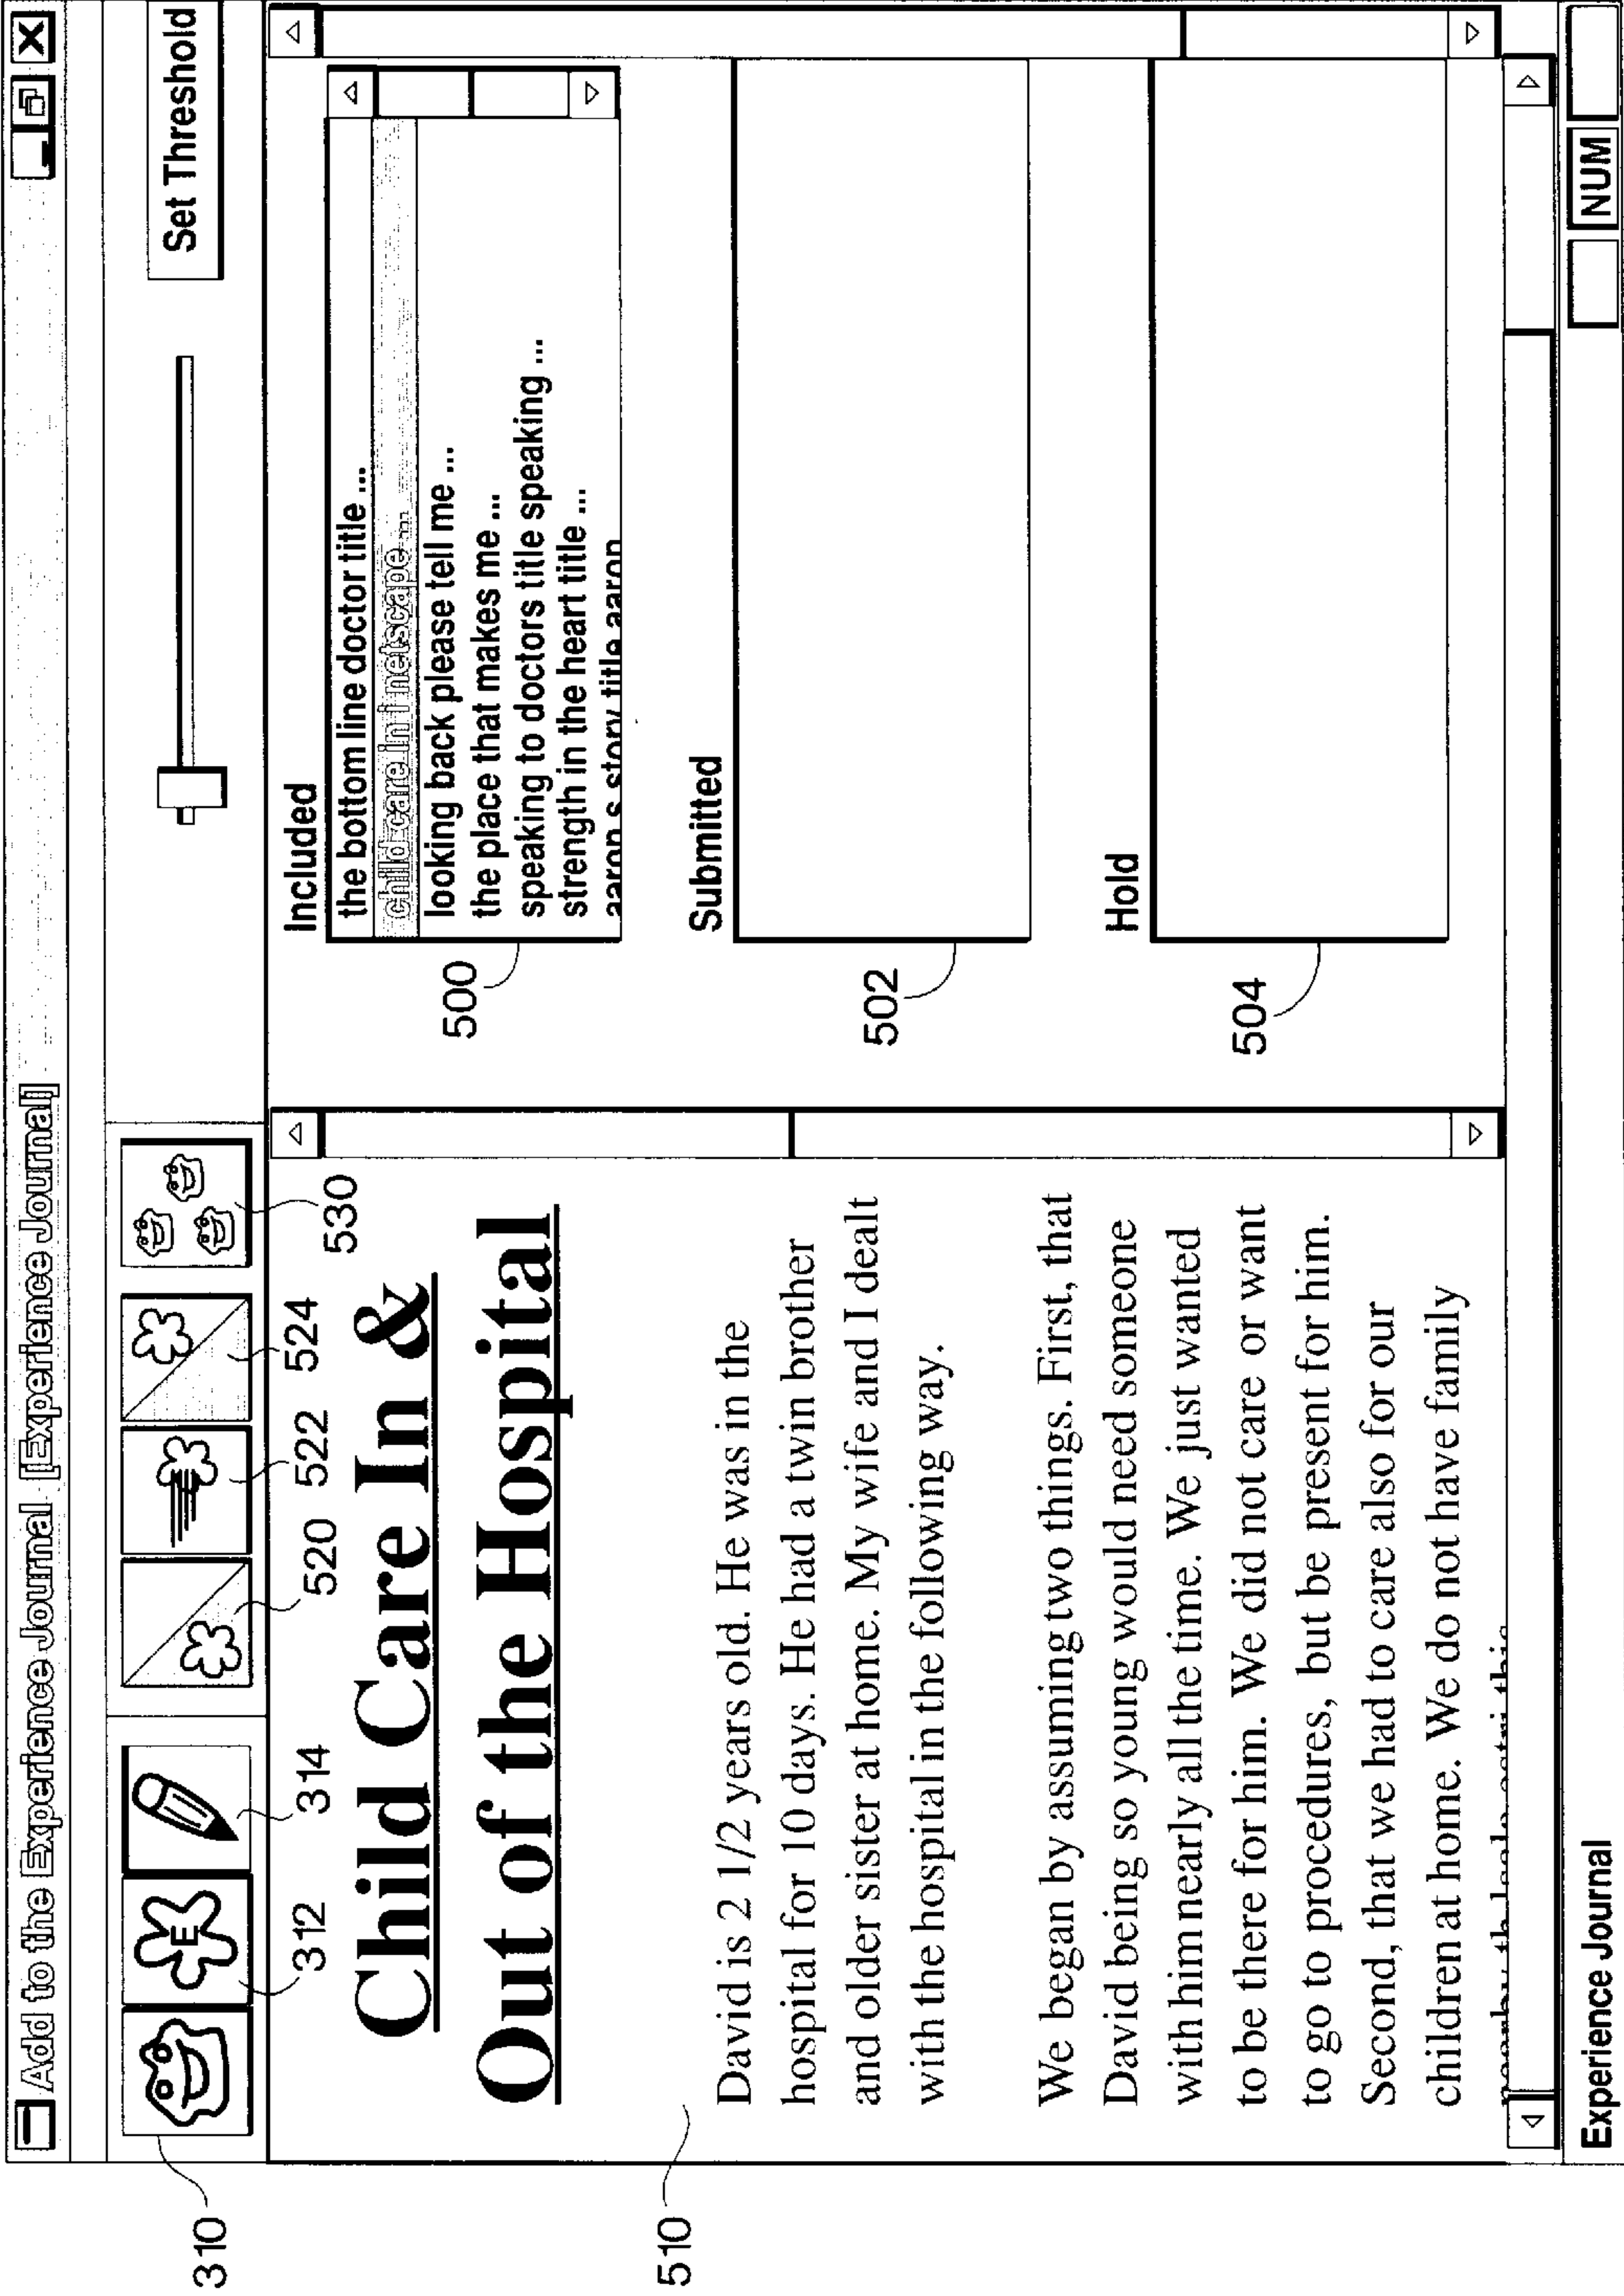 Add to the Experience Journal [Experience Journal]
E
Set Threshold
310
312
314
520
522
524
530
Child Care In &
Out of the Hospital
510
David is 2 1/2 years old. He was in the
hospital for 10 days. He had a twin brother
and older sister at home. My wife and I dealt
with the hospital in the following way.
We began by assuming two things. First, that
David being so young would need someone
with him nearly all the time. We just wanted
to be there for him. We did not care or want
to go to procedures, but be present for him.
Second, that we had to care also for our
children at home. We do not have family
Included
the bottom line doctor title ...
child care in i netscape ...
looking back please tell me ...
the place that makes me ...
speaking to doctors title speaking ...
strength in the heart title ...
aaron s story title aaron
500
Submitted
502
Hold
504
Experience Journal
NUM